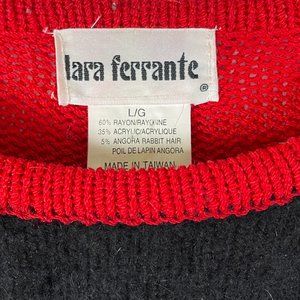 lara ferrante
®
L/G
60% RAYON/RAYONNE
35% ACRYLIC/ACRYLIQUE
5% ANGORA RABBIT HAIR
POIL DE LAPIN ANGORA
MADE IN TAIWAN